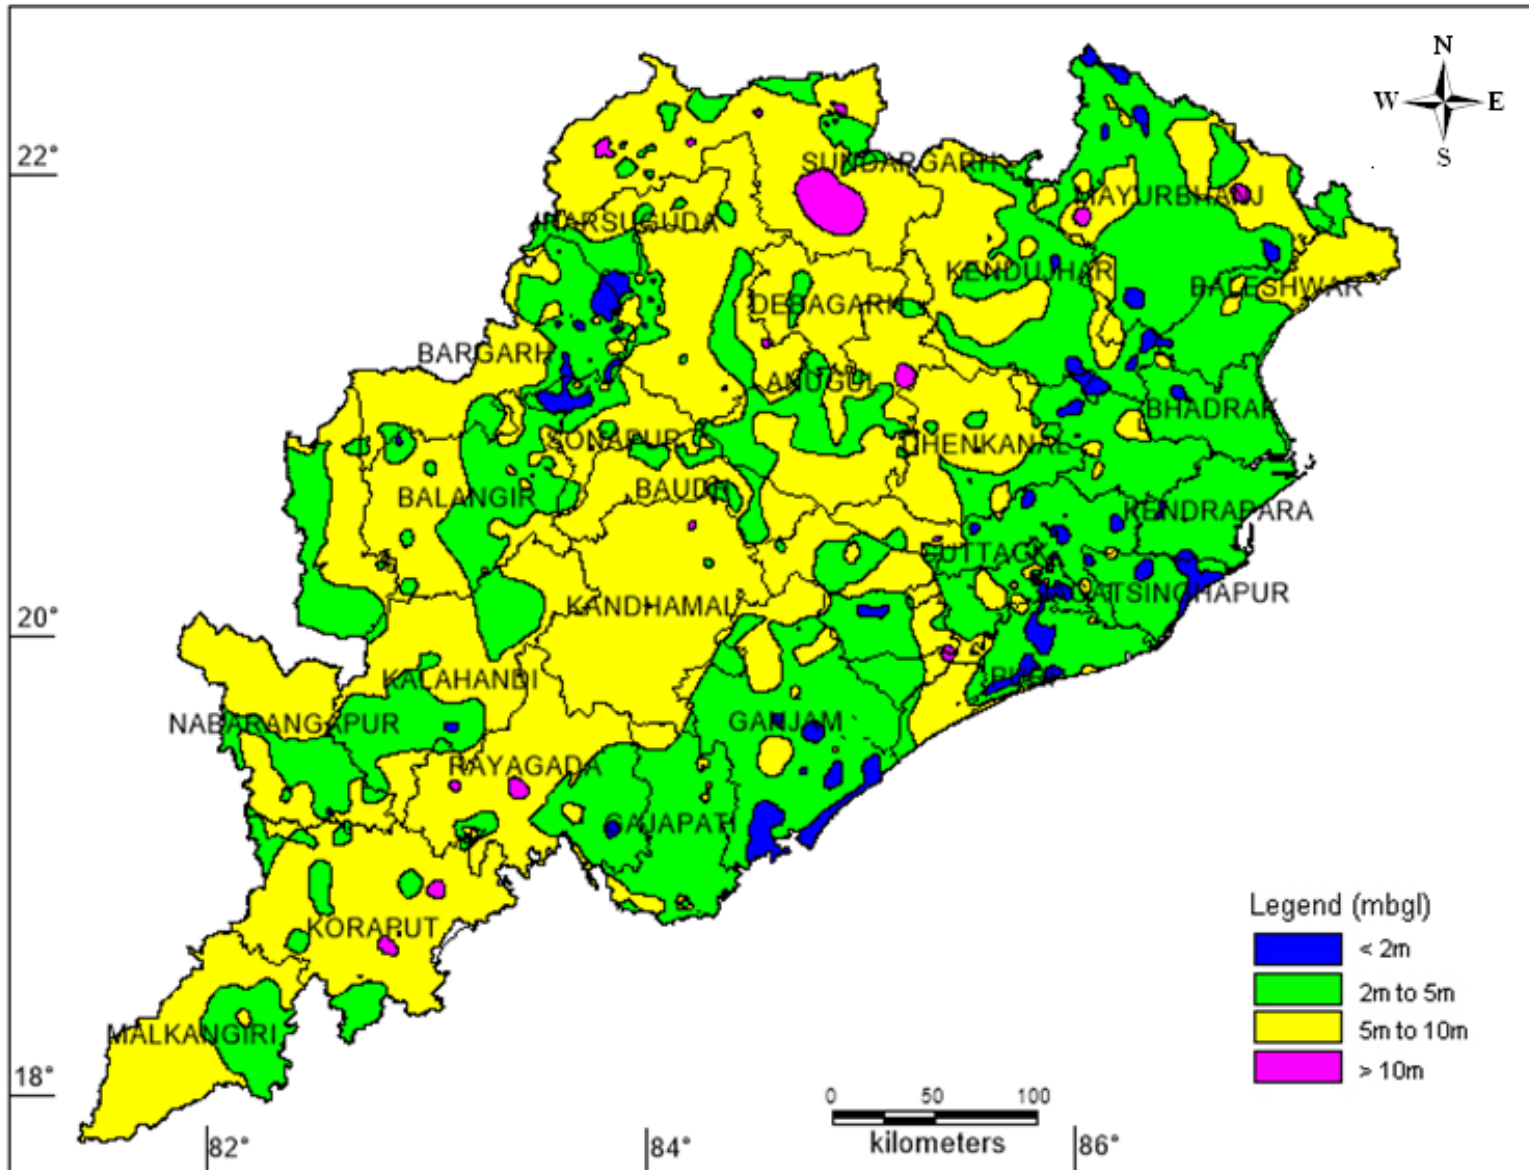 N
W E
S
22°
SUNDARGARH
MAYURBHANJ
JHARSUGUDA
KENDUJHAR
BALESHWAR
DEBAGARH
BARGARH
ANUGUL
BHADRAK
SONAPUR
DHENKANAL
BALANGIR
BAUDH
KENDRAPARA
CUTTACK
JAGATSINGHAPUR
20°
KANDHAMAL
KALAHANDI
PURI
NABARANGAPUR
GANJAM
RAYAGADA
GAJAPATI
KORAPUT
Legend (mbgl)
< 2m
2m to 5m
5m to 10m
> 10m
MALKANGIRI
18°
0 50 100
kilometers
82° 84° 86°